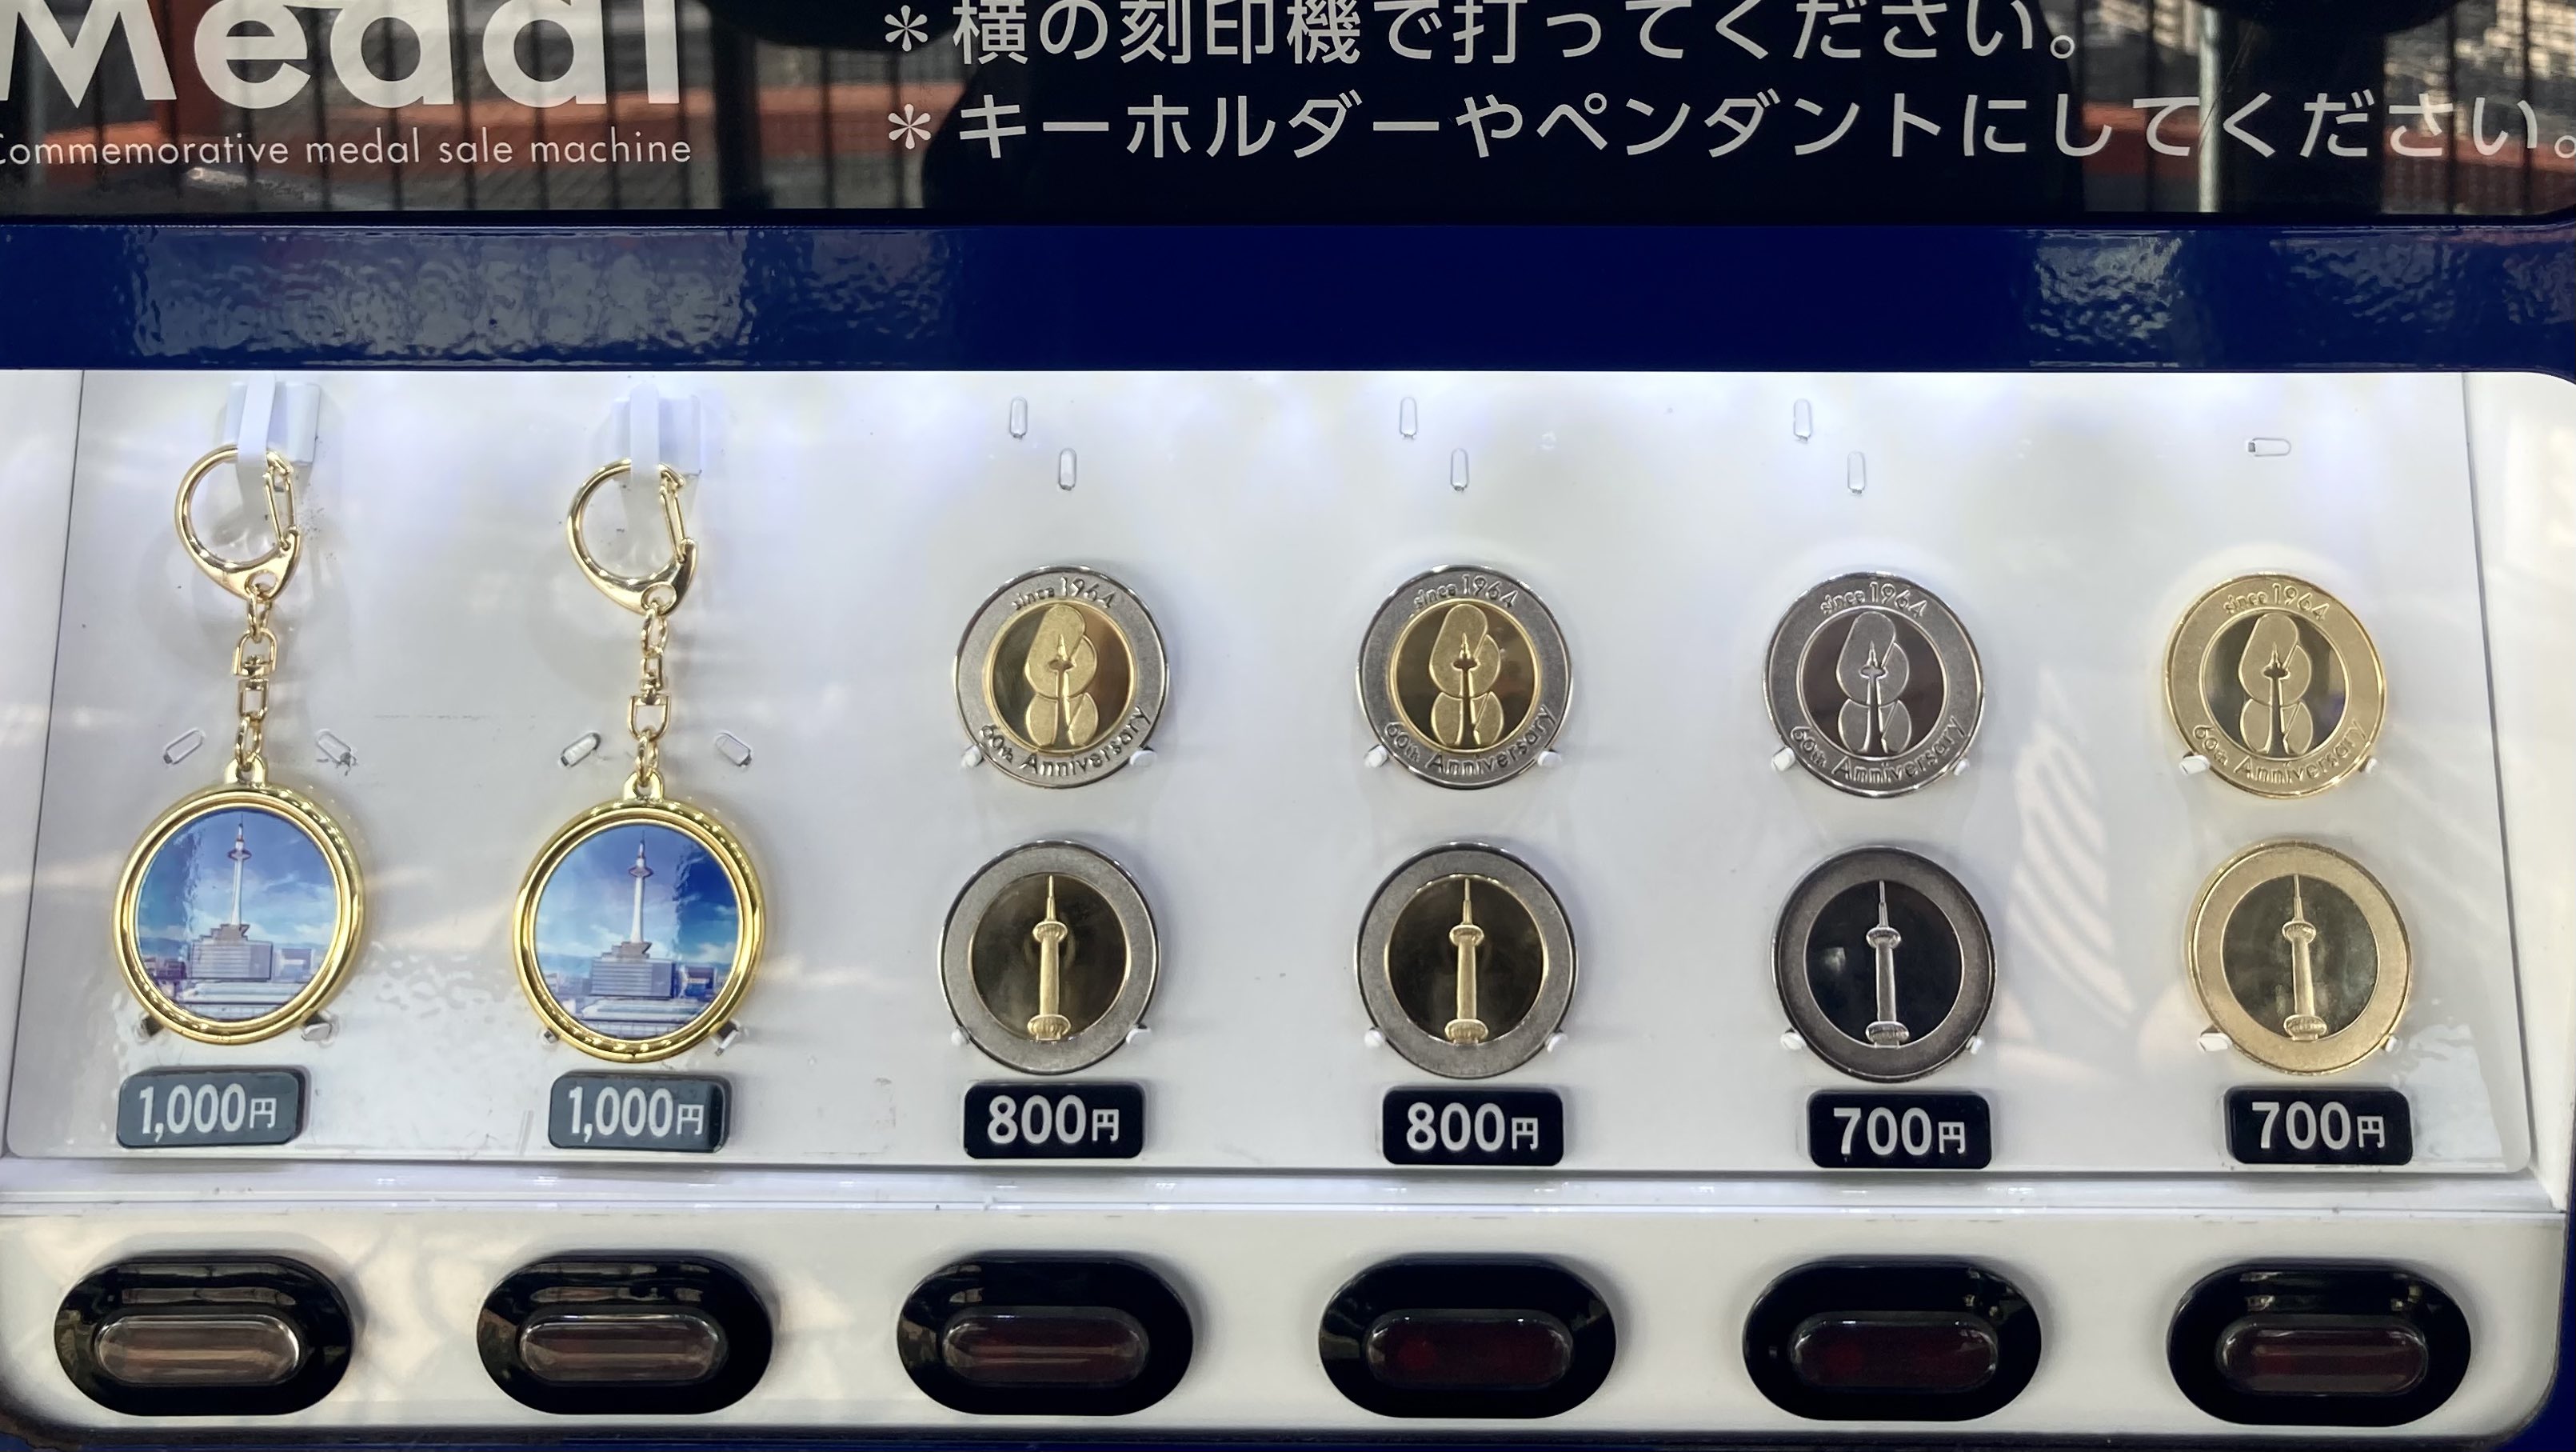 Medal
Commemorative medal sale machine
＊横の刻印機で打ってください。
＊キーホルダーやペンダントにしてください。
since 1964
60th Anniversary
since 1964
60th Anniversary
since 1964
60th Anniversary
since 1964
60th Anniversary
1,000円
1,000円
800円
800円
700円
700円